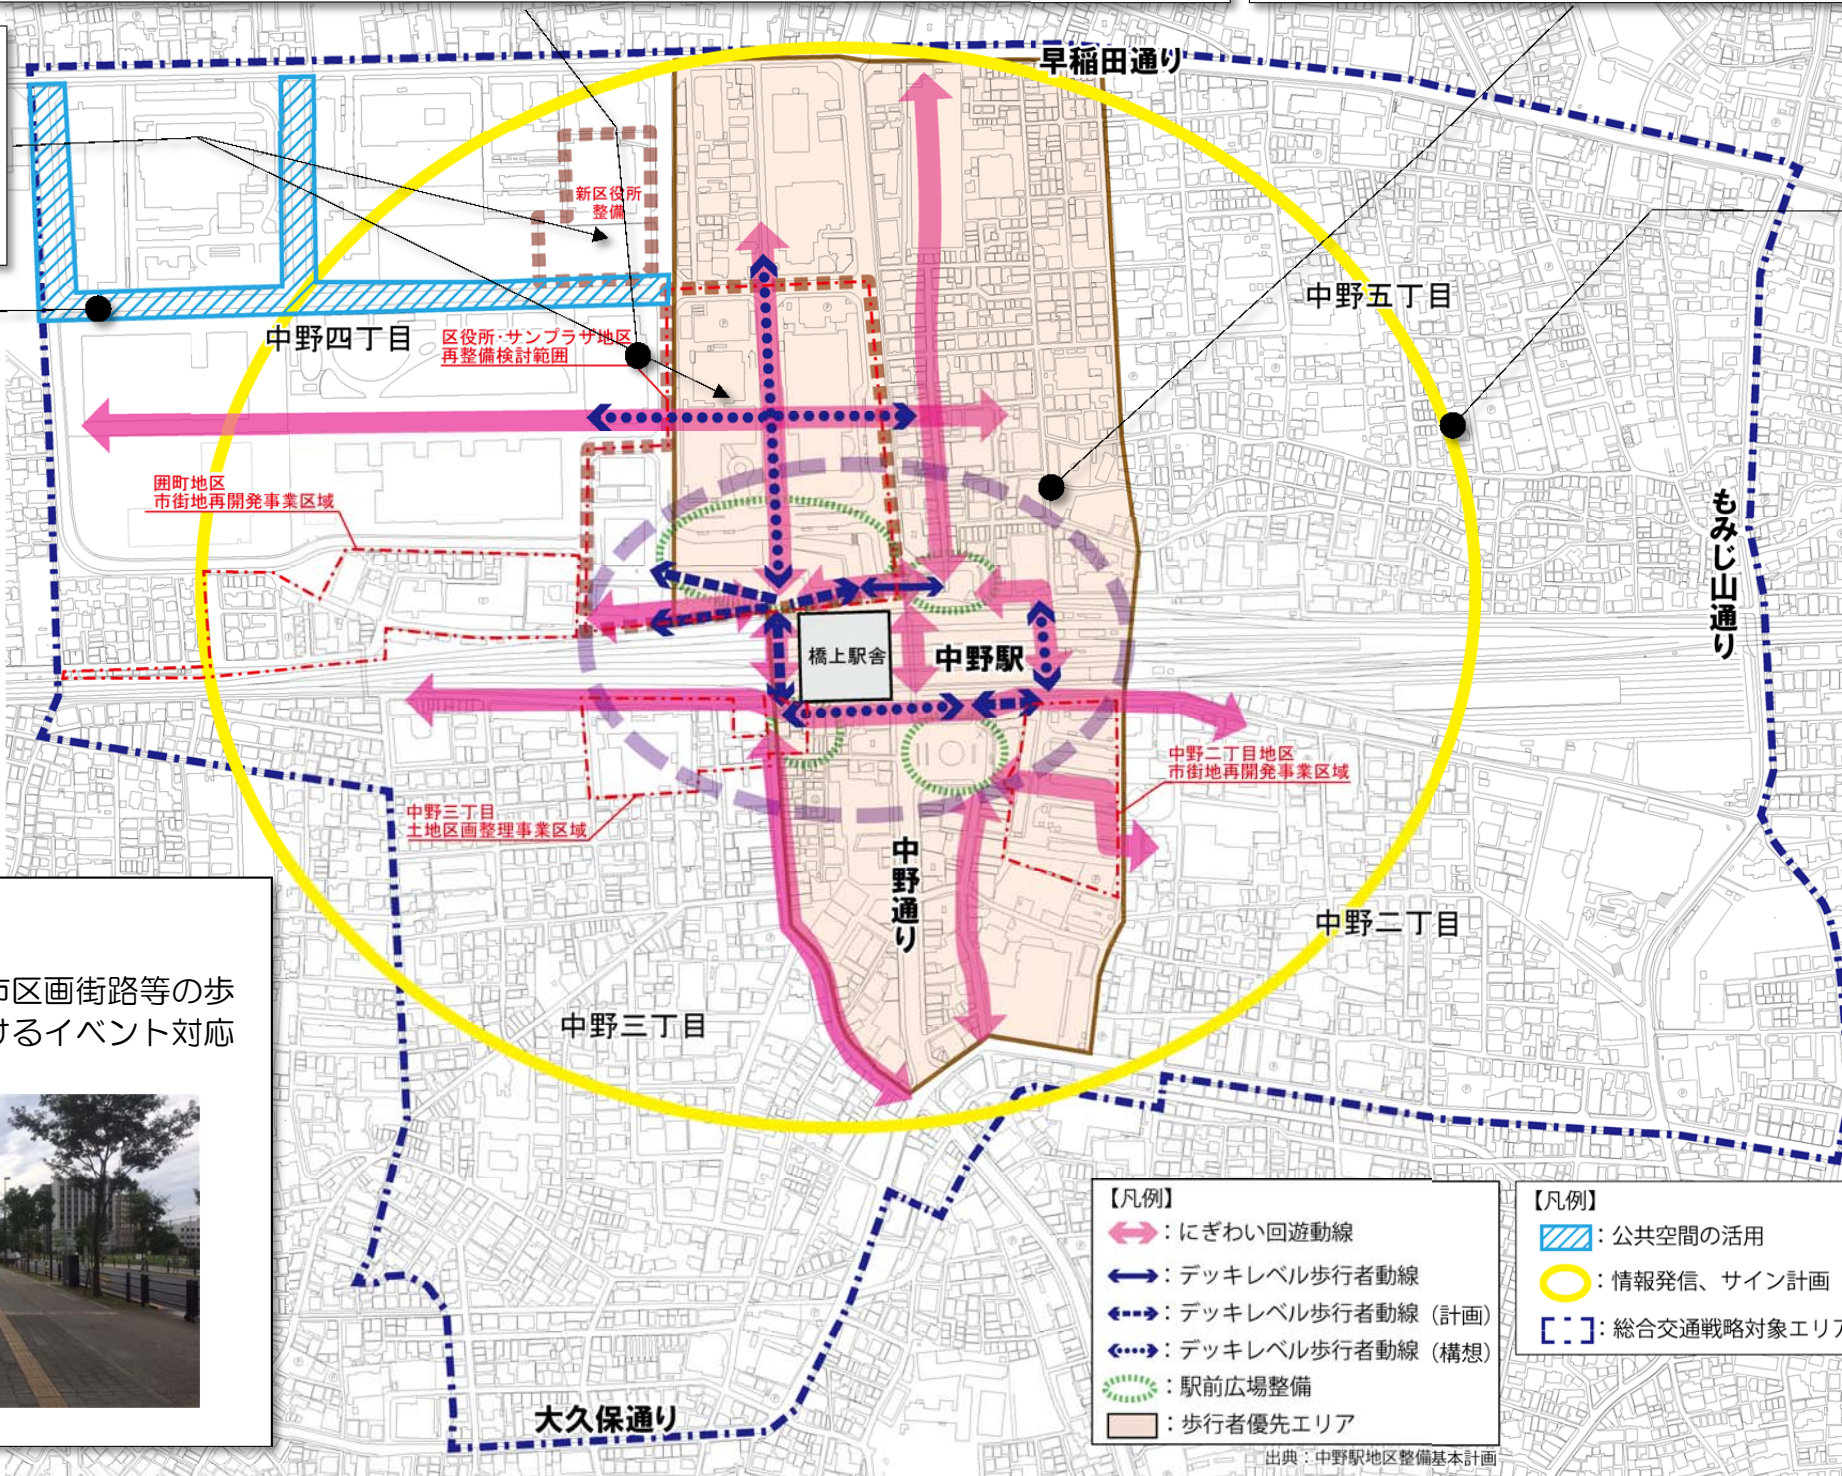 早稲田通り
新区役所
整備
中野五丁目
中野四丁目
区役所・サンプラザ地区
再整備検討範囲
囲町地区
市街地再開発事業区域
もみじ山通り
橋上駅舎
中野駅
中野二丁目地区
市街地再開発事業区域
中野三丁目
土地区画整理事業区域
中野通り
中野二丁目
市区画街路等の歩
けるイベント対応
中野三丁目
大久保通り
【凡例】
：にぎわい回遊動線
：デッキレベル歩行者動線
：デッキレベル歩行者動線（計画）
：デッキレベル歩行者動線（構想）
：駅前広場整備
：歩行者優先エリア
出典：中野駅地区整備基本計画
【凡例】
：公共空間の活用
：情報発信、サイン計画
：総合交通戦略対象エリア